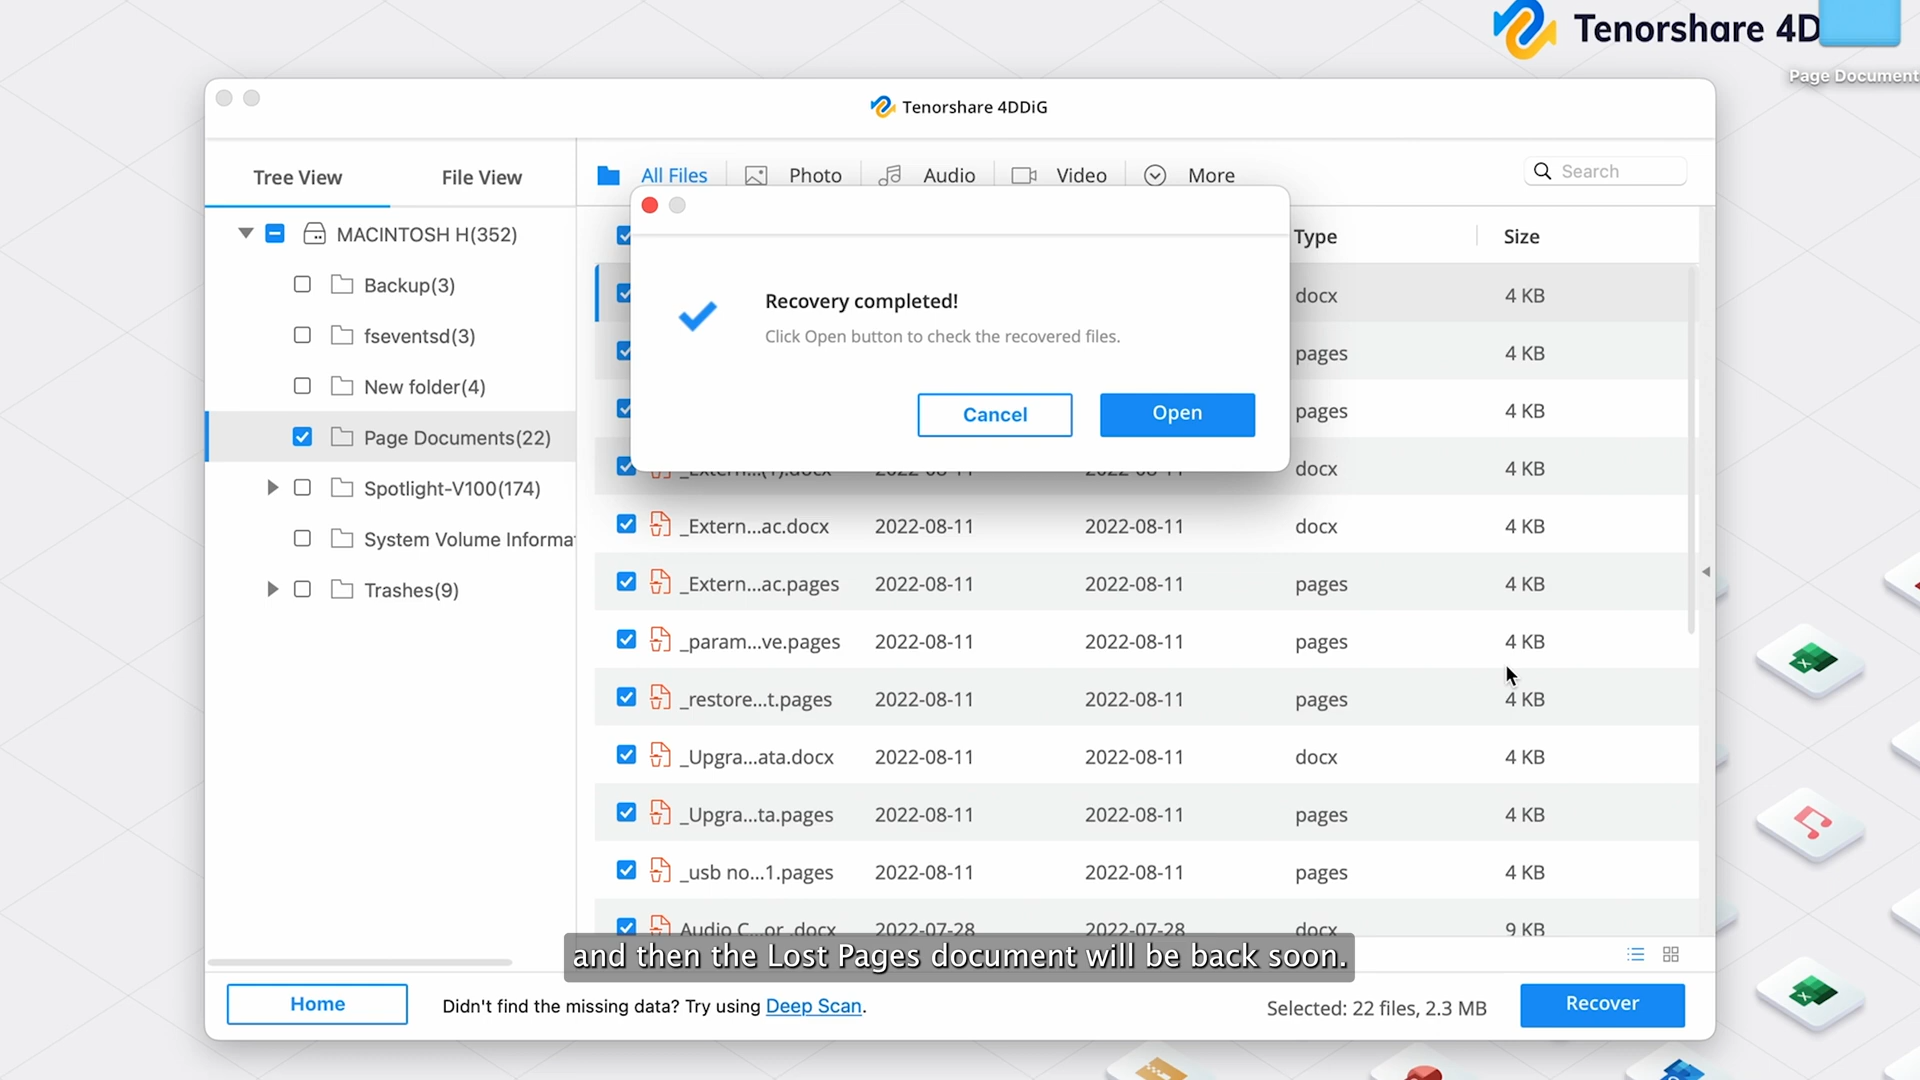 Tenorshare 4D
Page Document
Tenorshare 4DDiG
Tree View
File View
All Files
Photo
Audio
Video
More
Search
MACINTOSH H(352)
Backup(3)
fseventsd(3)
New folder(4)
Page Documents(22)
Spotlight-V100(174)
System Volume Informa
Trashes(9)
Type Size
Recovery completed!
Click Open button to check the recovered files.
Cancel
Open
docx 4 KB
pages 4 KB
pages 4 KB
_Extern...(1).docx 2022-08-11 2022-08-11 docx 4 KB
_Extern...ac.docx 2022-08-11 2022-08-11 docx 4 KB
_Extern...ac.pages 2022-08-11 2022-08-11 pages 4 KB
_param...ve.pages 2022-08-11 2022-08-11 pages 4 KB
_restore...t.pages 2022-08-11 2022-08-11 pages 4 KB
_Upgra...ata.docx 2022-08-11 2022-08-11 docx 4 KB
_Upgra...ta.pages 2022-08-11 2022-08-11 pages 4 KB
_usb no...1.pages 2022-08-11 2022-08-11 pages 4 KB
Audio C...or .docx 2022-07-28 2022-07-28 docx 9 KB
and then the Lost Pages document will be back soon.
Home
Didn't find the missing data? Try using Deep Scan.
Selected: 22 files, 2.3 MB
Recover